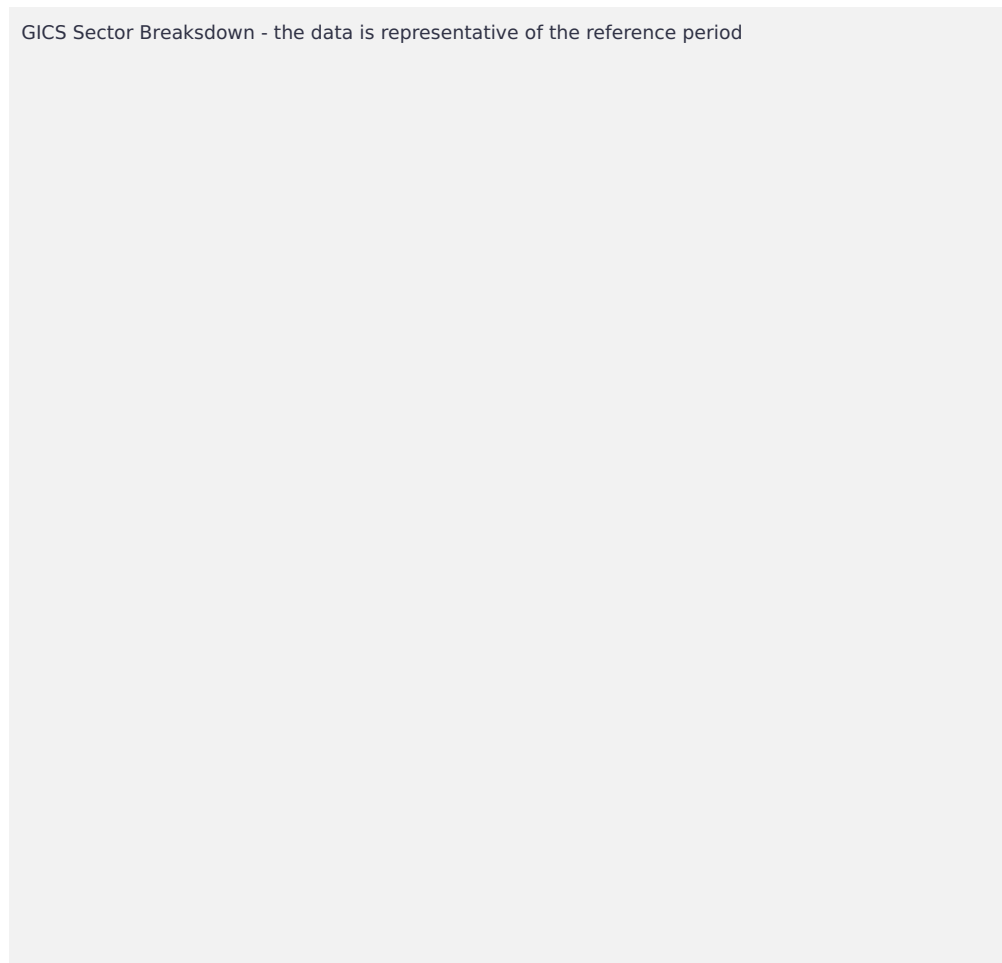 GICS Sector Breaksdown - the data is representative of the reference period